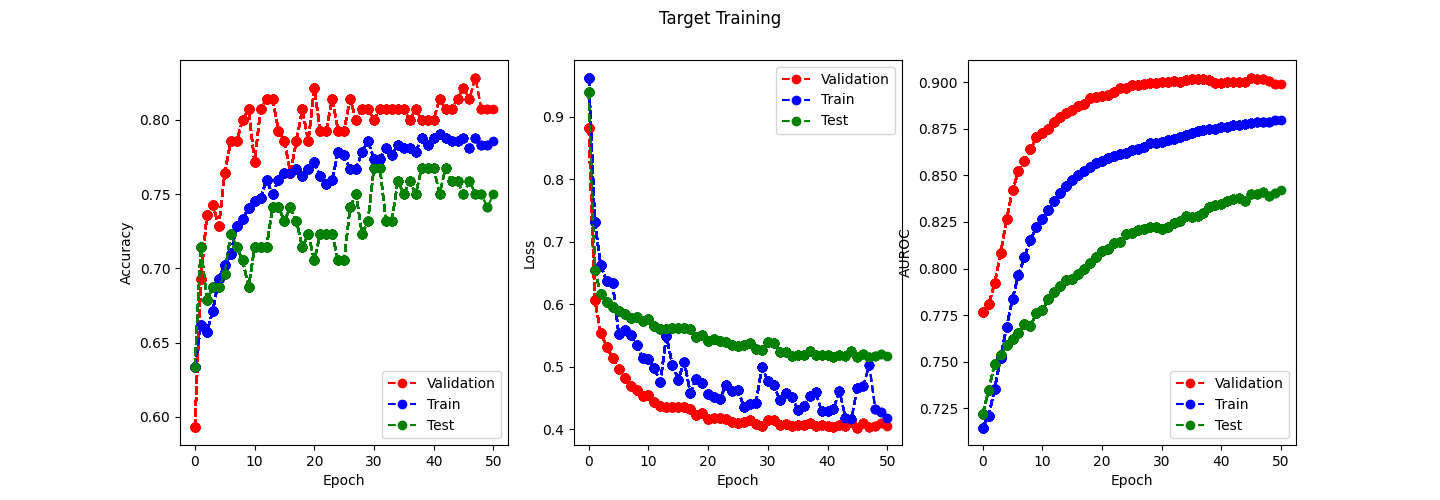 Target Training
Accuracy
0.80
0.75
0.70
0.65
0.60
0 10 20 30 40 50
Epoch
Validation
Train
Test
Loss
0.9
0.8
0.7
0.6
0.5
0.4
0 10 20 30 40 50
Epoch
Validation
Train
Test
AUROC
0.900
0.875
0.850
0.825
0.800
0.775
0.750
0.725
0 10 20 30 40 50
Epoch
Validation
Train
Test